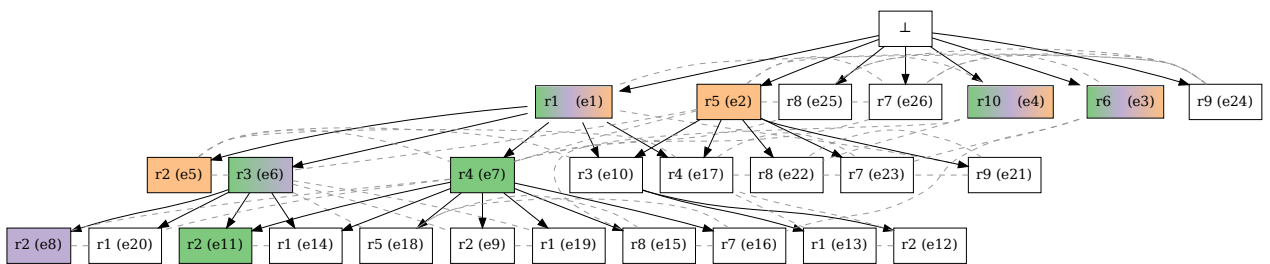 ⊥
r1 (e1)
r5 (e2)
r8 (e25)
r7 (e26)
r10 (e4)
r6 (e3)
r9 (e24)
r2 (e5)
r3 (e6)
r4 (e7)
r3 (e10)
r4 (e17)
r8 (e22)
r7 (e23)
r9 (e21)
r2 (e8)
r1 (e20)
r2 (e11)
r1 (e14)
r5 (e18)
r2 (e9)
r1 (e19)
r8 (e15)
r7 (e16)
r1 (e13)
r2 (e12)